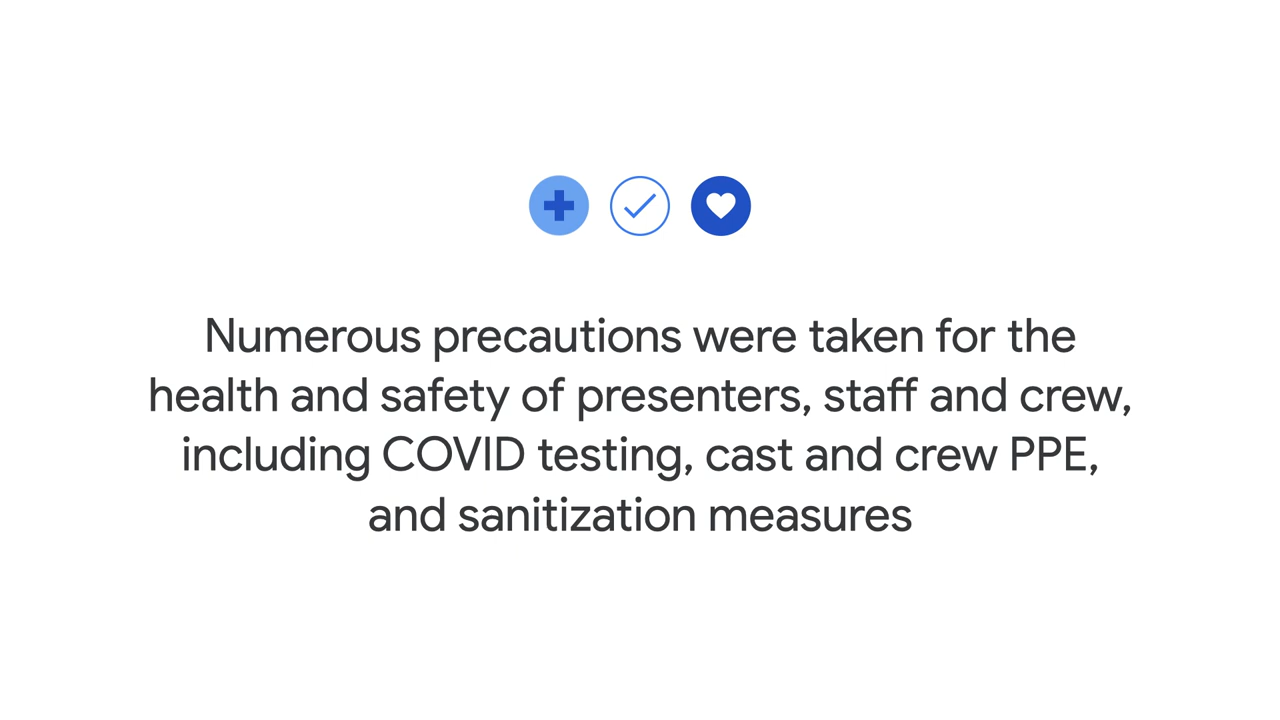 Numerous precautions were taken for the
health and safety of presenters, staff and crew,
including COVID testing, cast and crew PPE,
and sanitization measures